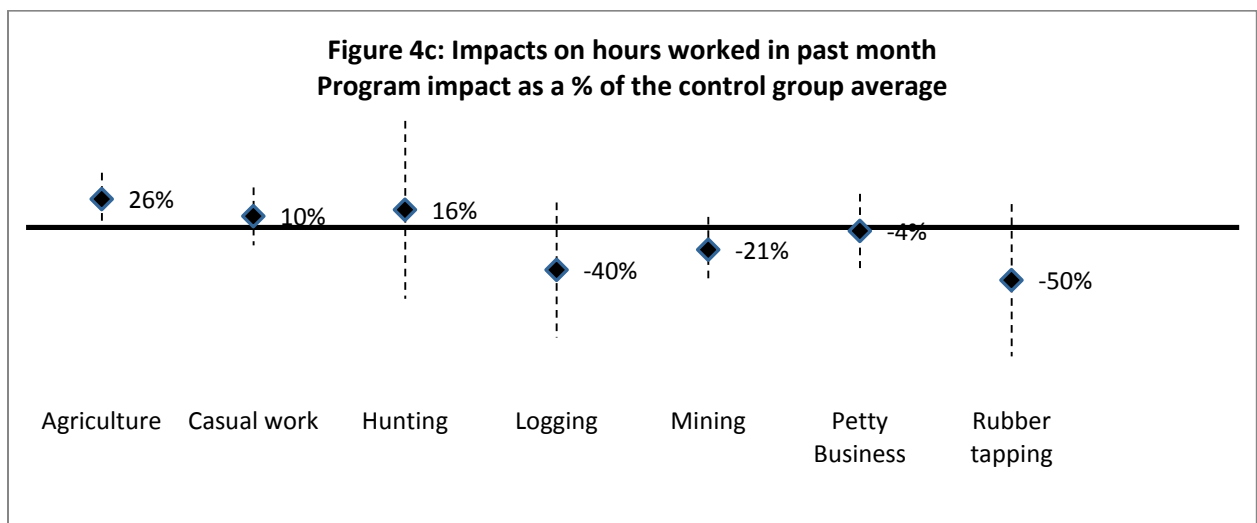 Figure 4c: Impacts on hours worked in past month
Program impact as a % of the control group average
26%
10%
16%
-40%
-21%
-4%
-50%
Agriculture
Casual work
Hunting
Logging
Mining
Petty
Business
Rubber
tapping